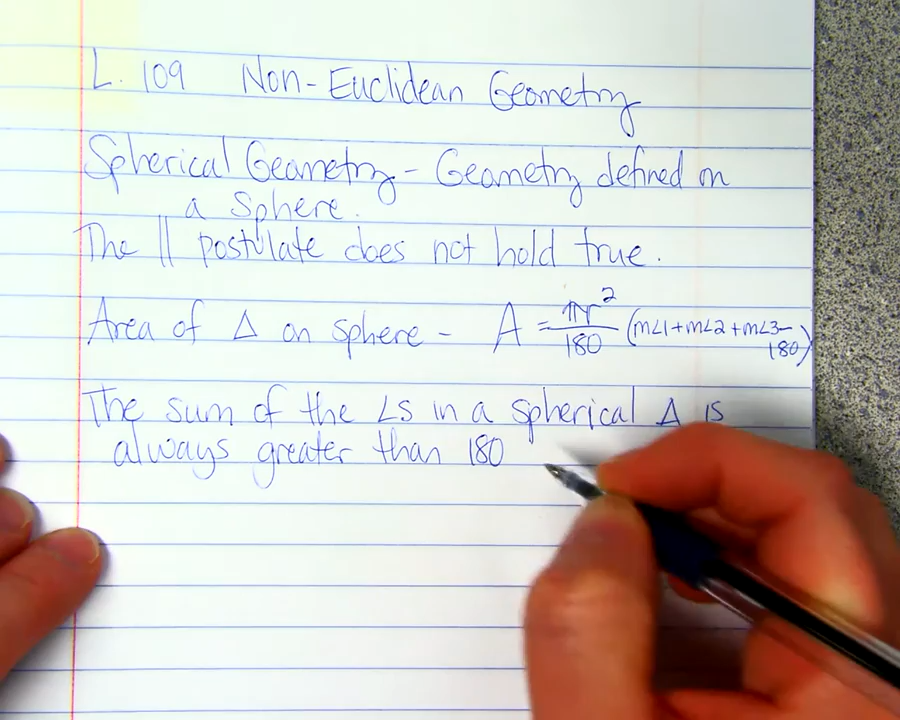 L. 109 Non-Euclidean Geometry
Spherical Geometry - Geometry defined on
a Sphere.
The || postulate does not hold true.
Area of Δ on sphere - A = πr²/180 (m∠1+m∠2+m∠3-
180)
The sum of the ∠s in a spherical Δ is
always greater than 180